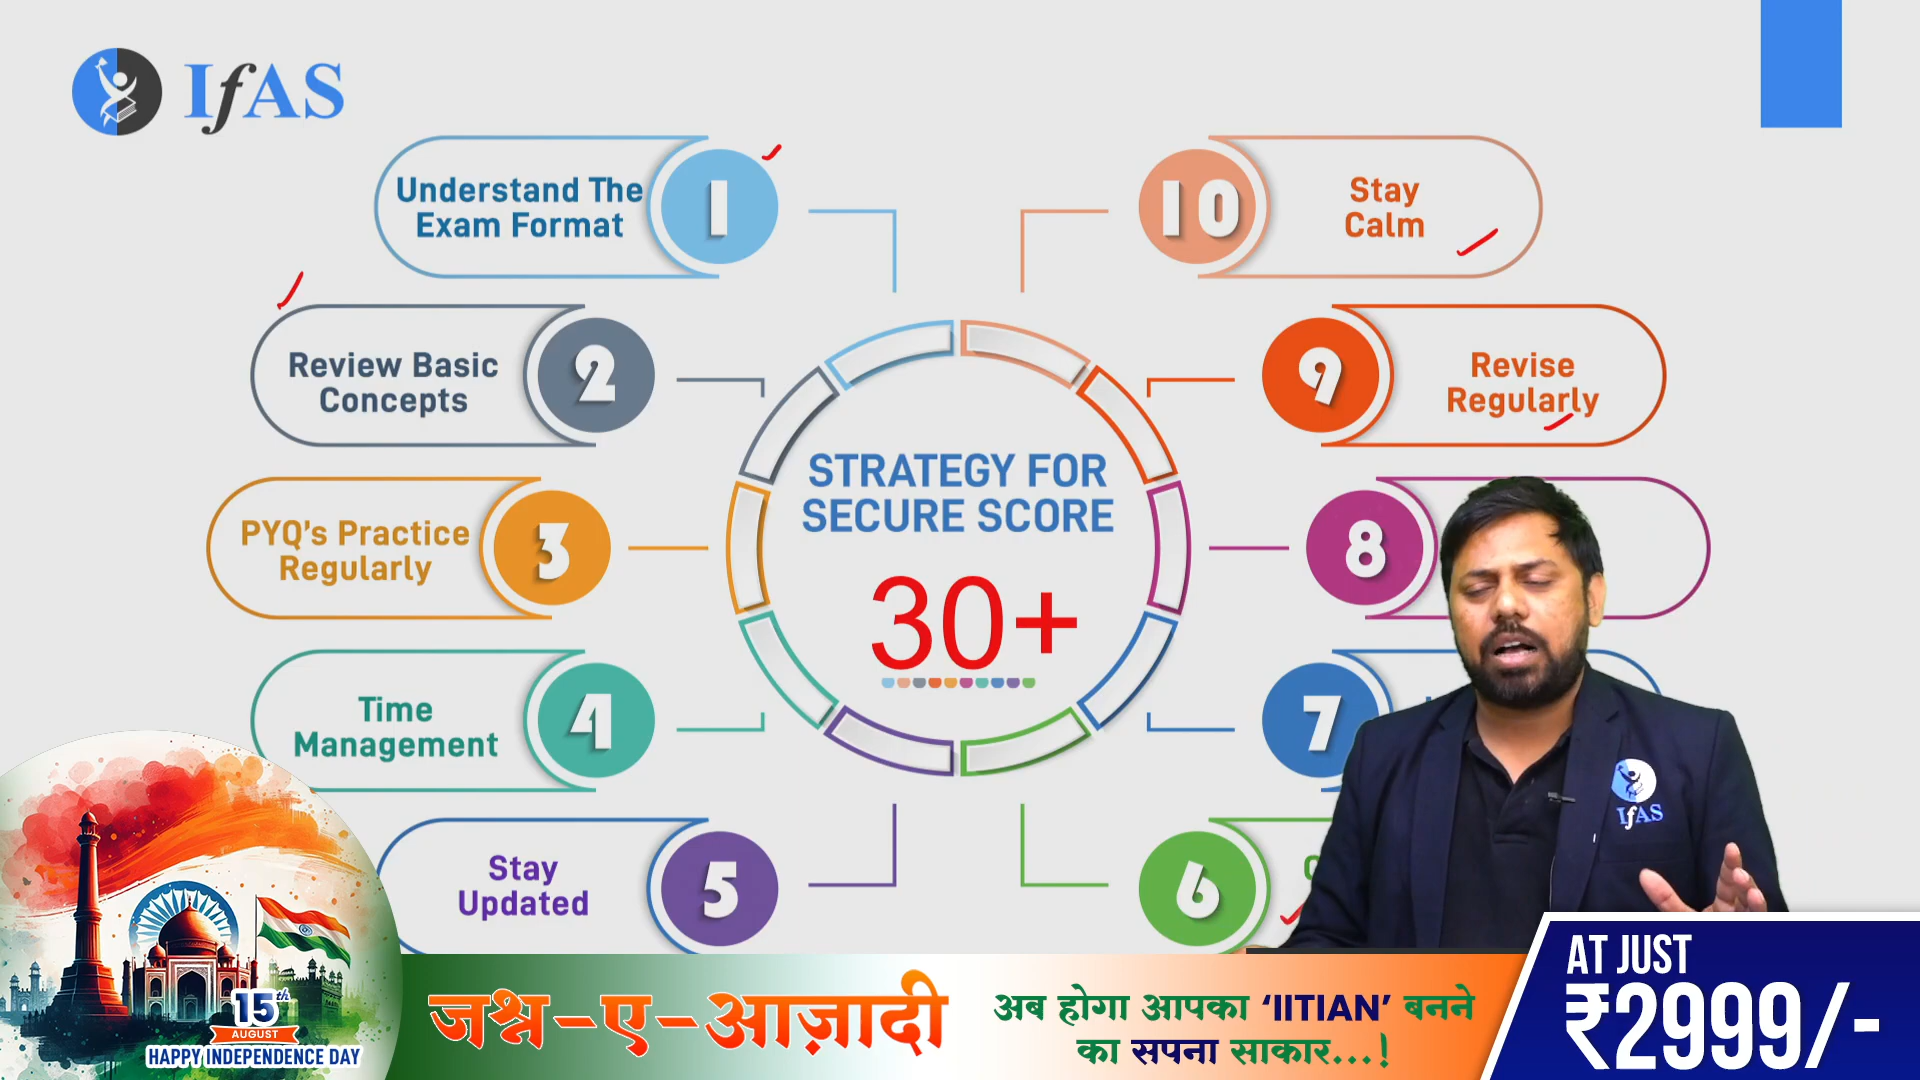 IfAS
Understand The
Exam Format
1
Review Basic
Concepts
2
PYQ's Practice
Regularly
3
Time
Management
4
Stay
Updated
5
STRATEGY FOR
SECURE SCORE
30+
10
Stay
Calm
9
Revise
Regularly
8
7
6
IfAS
15th
AUGUST
HAPPY INDEPENDENCE DAY
जश्न-ए-आज़ादी
अब होगा आपका 'IITIAN' बनने
का सपना साकार...!
AT JUST
₹2999/-